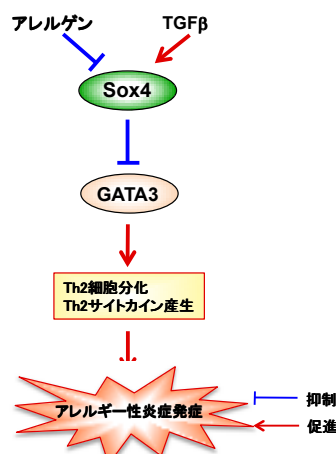 アレルゲン
TGFβ
Sox4
GATA3
Th2細胞分化
Th2サイトカイン産生
アレルギー性炎症発症
抑制
促進